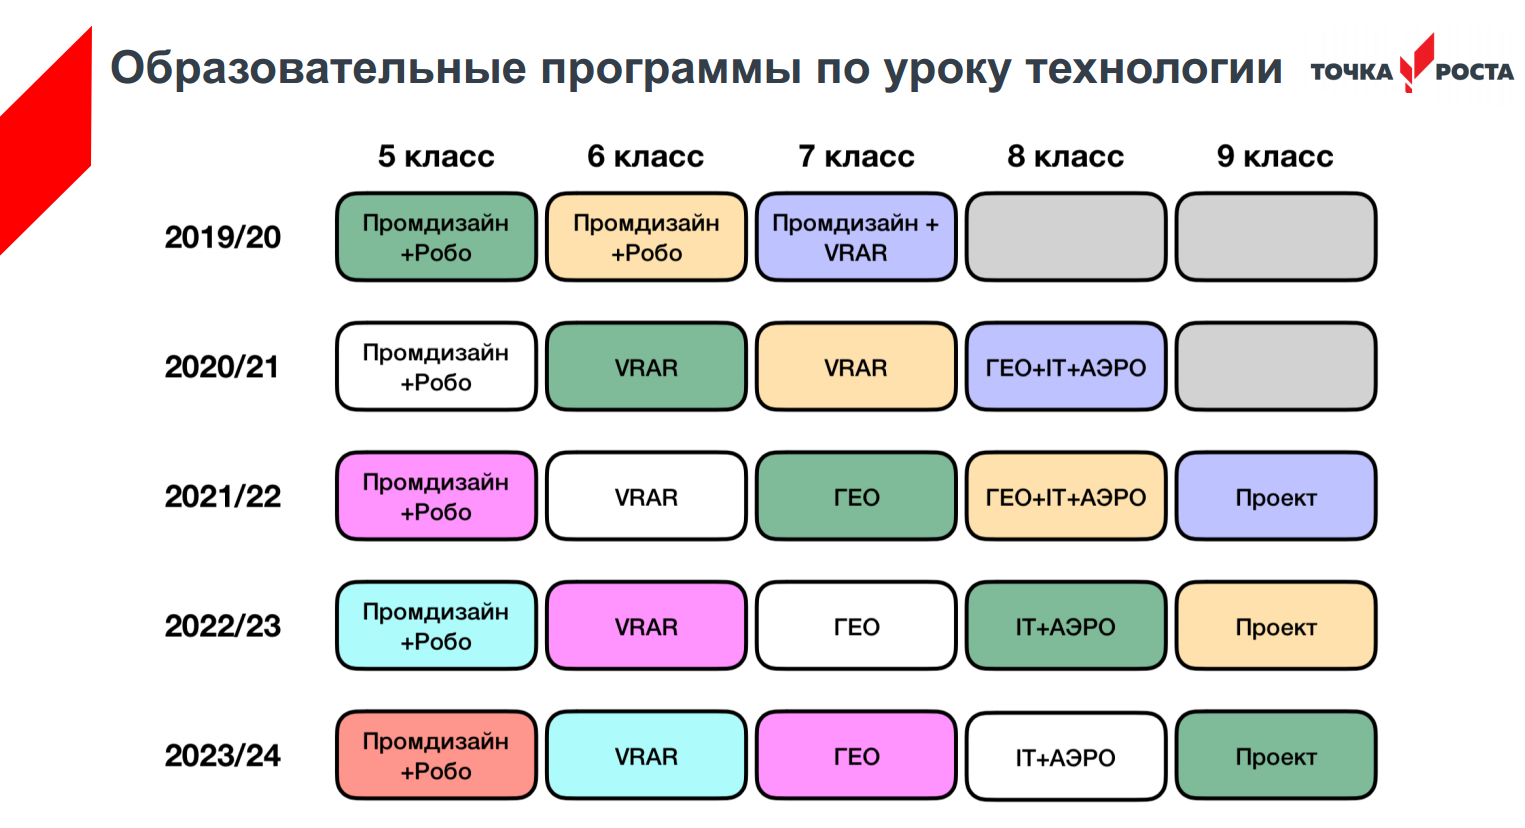 Образовательные программы по уроку технологии
ТОЧКА РОСТА
5 класс 6 класс 7 класс 8 класс 9 класс
2019/20
Промдизайн
+Робо
Промдизайн
+Робо
Промдизайн +
VRAR
2020/21
Промдизайн
+Робо
VRAR
VRAR
ГЕО+IT+АЭРО
2021/22
Промдизайн
+Робо
VRAR
ГЕО
ГЕО+IT+АЭРО
Проект
2022/23
Промдизайн
+Робо
VRAR
ГЕО
IT+АЭРО
Проект
2023/24
Промдизайн
+Робо
VRAR
ГЕО
IT+АЭРО
Проект